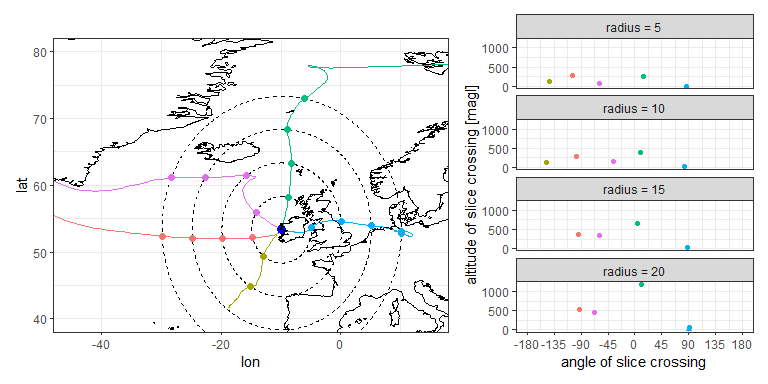 80
70
60
50
40
lat
-40
-20
0
lon
radius = 5
1000
500
0
radius = 10
1000
500
0
radius = 15
1000
500
0
radius = 20
1000
500
0
altitude of slice crossing [magl]
-180 -135 -90 -45 0 45 90 135 180
angle of slice crossing